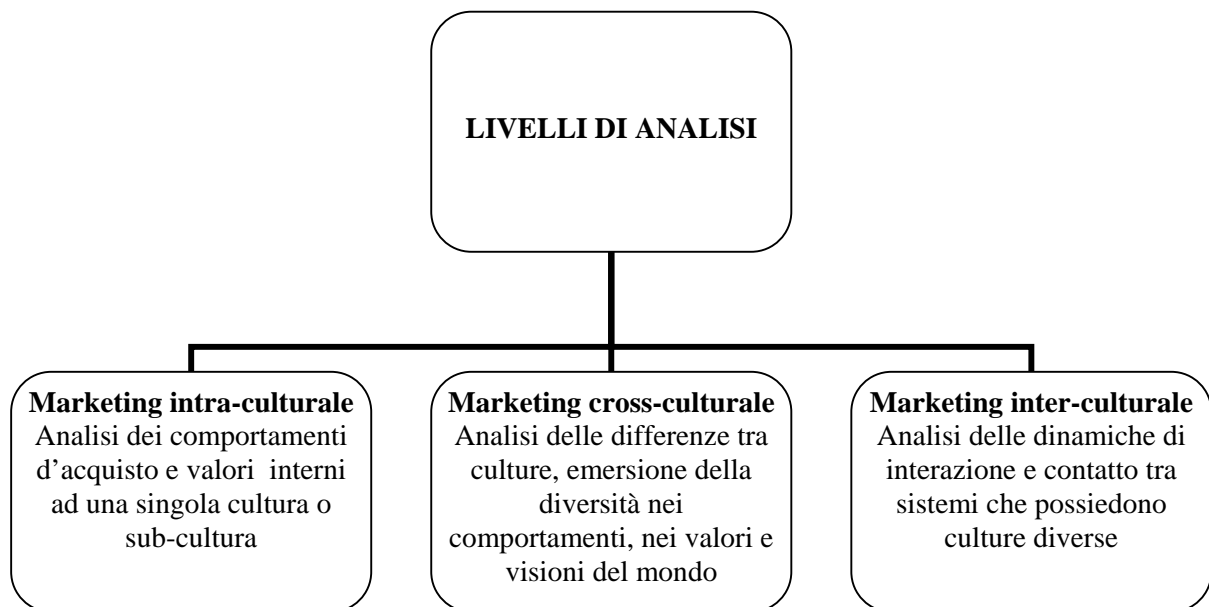 LIVELLI DI ANALISI
Marketing intra-culturale
Analisi dei comportamenti
d’acquisto e valori interni
ad una singola cultura o
sub-cultura
Marketing cross-culturale
Analisi delle differenze tra
culture, emersione della
diversità nei
comportamenti, nei valori e
visioni del mondo
Marketing inter-culturale
Analisi delle dinamiche di
interazione e contatto tra
sistemi che possiedono
culture diverse